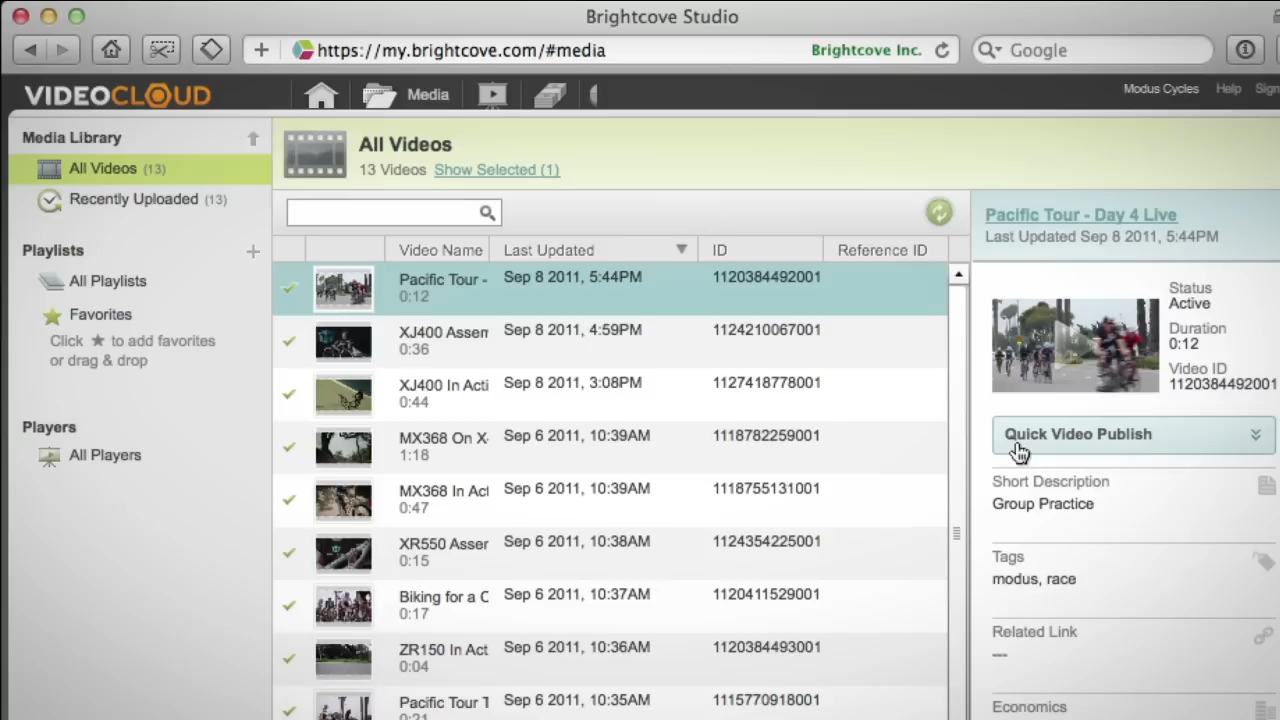 Brightcove Studio
https://my.brightcove.com/#media
Brightcove Inc.
Google
VIDEOCLOUD
Media
Modus Cycles
Help
Sign
Media Library
All Videos (13)
Recently Uploaded (13)
Playlists
All Playlists
Favorites
Click ★ to add favorites
or drag & drop
Players
All Players
All Videos
13 Videos Show Selected (1)
Video Name Last Updated ID Reference ID
Pacific Tour - Sep 8 2011, 5:44PM 1120384492001
0:12
XJ400 Assem Sep 8 2011, 4:59PM 1124210067001
0:36
XJ400 In Acti Sep 8 2011, 3:08PM 1127418778001
0:44
MX368 On X- Sep 6 2011, 10:39AM 1118782259001
1:18
MX368 In Act Sep 6 2011, 10:39AM 1118755131001
0:47
XR550 Asser Sep 6 2011, 10:38AM 1124354225001
0:15
Biking for a C Sep 6 2011, 10:37AM 1120411529001
0:17
ZR150 In Act Sep 6 2011, 10:36AM 1120384493001
0:04
Pacific Tour T Sep 6 2011, 10:35AM 1115770918001
0:21
Pacific Tour - Day 4 Live
Last Updated Sep 8 2011, 5:44PM
Status
Active
Duration
0:12
Video ID
1120384492001
Quick Video Publish
Short Description
Group Practice
Tags
modus, race
Related Link
---
Economics